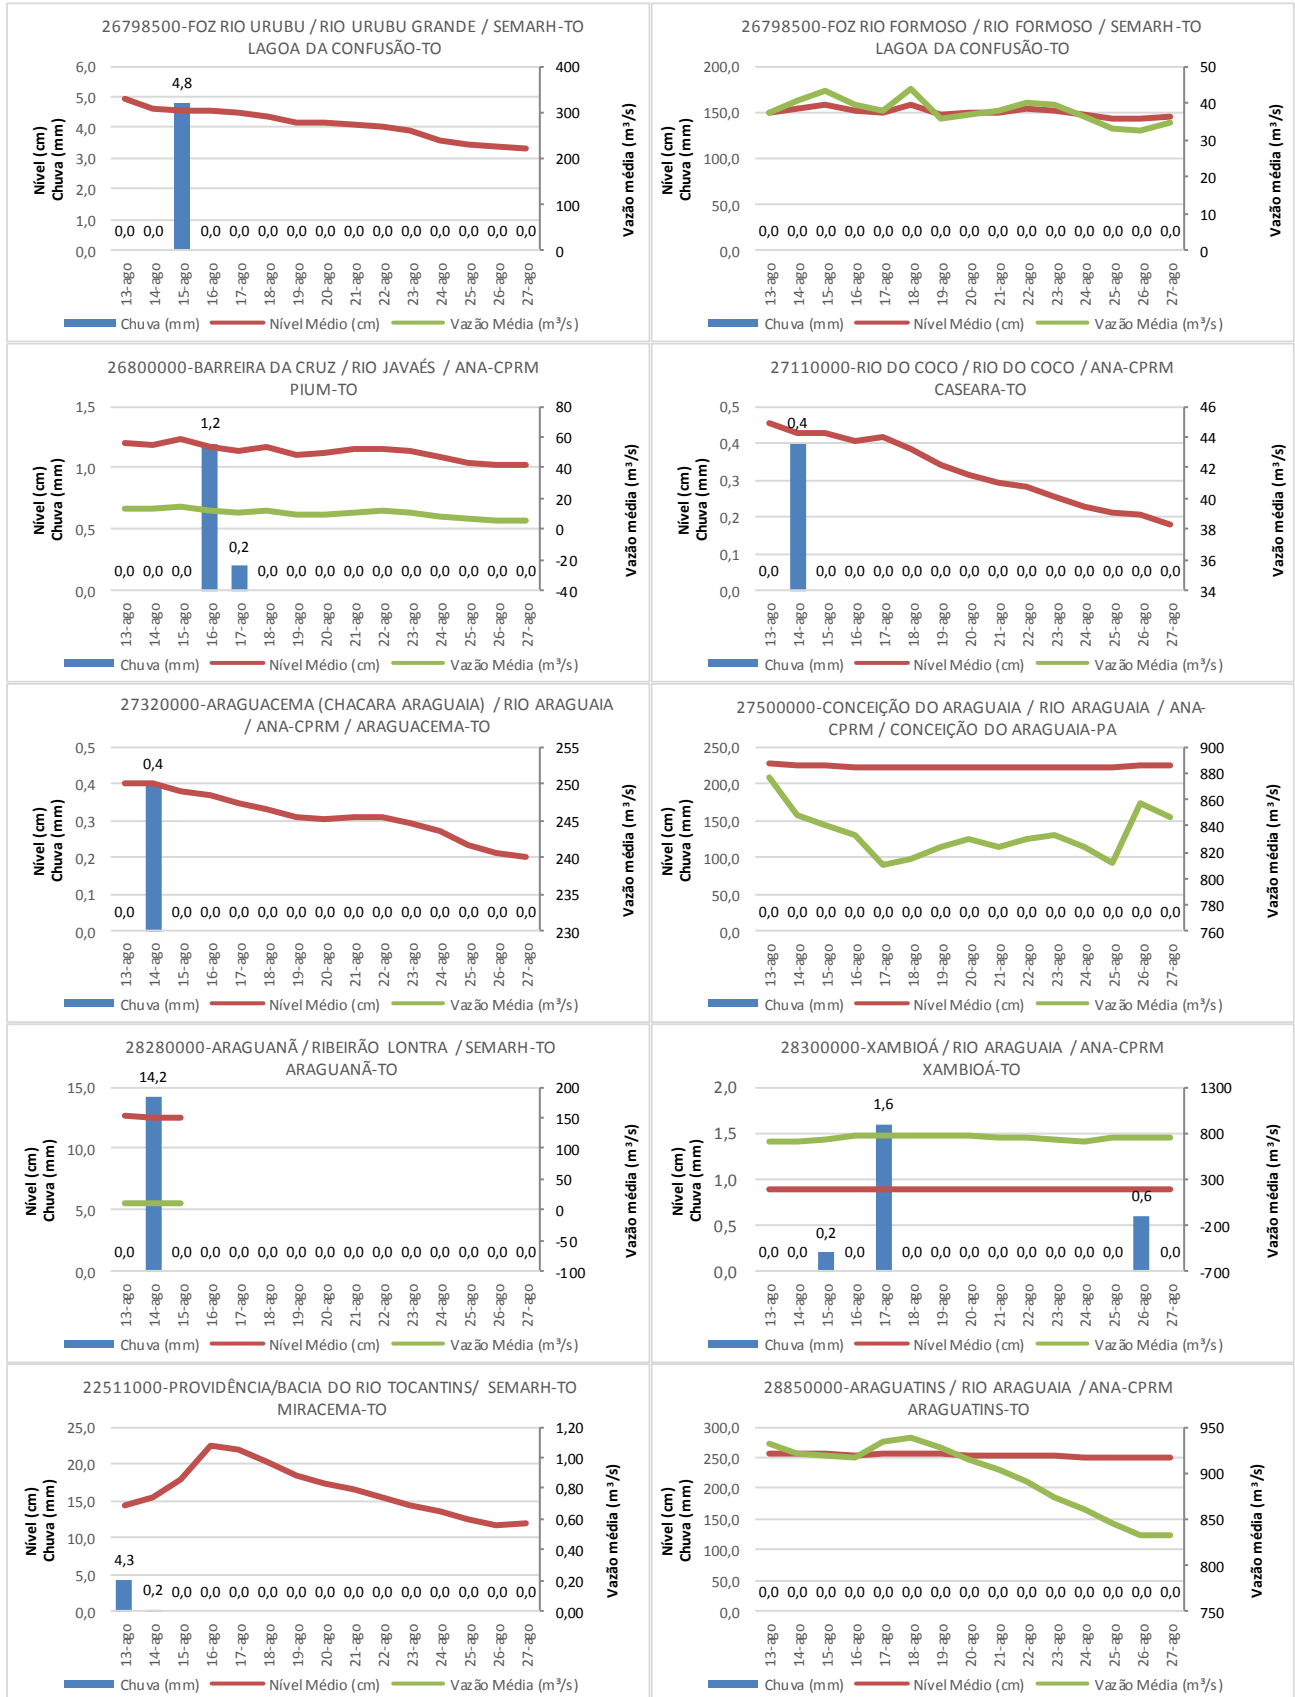 26798500-FOZ RIO URUBU / RIO URUBU GRANDE / SEMARH-TO
LAGOA DA CONFUSÃO-TO
Nível (cm)
Chuva (mm)
6,0
5,0
4,0
3,0
2,0
1,0
0,0
4,8
0,0 0,0 0,0 0,0 0,0 0,0 0,0 0,0 0,0 0,0 0,0 0,0 0,0 0,0
400
300
200
100
0
Vazão média (m³/s)
13-ago 14-ago 15-ago 16-ago 17-ago 18-ago 19-ago 20-ago 21-ago 22-ago 23-ago 24-ago 25-ago 26-ago 27-ago
Chuva (mm) Nível Médio (cm) Vazão Média (m³/s)
26798500-FOZ RIO FORMOSO / RIO FORMOSO / SEMARH-TO
LAGOA DA CONFUSÃO-TO
Nível (cm)
Chuva (mm)
200,0
150,0
100,0
50,0
0,0
0,0 0,0 0,0 0,0 0,0 0,0 0,0 0,0 0,0 0,0 0,0 0,0 0,0 0,0 0,0
50
40
30
20
10
0
Vazão média (m³/s)
13-ago 14-ago 15-ago 16-ago 17-ago 18-ago 19-ago 20-ago 21-ago 22-ago 23-ago 24-ago 25-ago 26-ago 27-ago
Chuva (mm) Nível Médio (cm) Vazão Média (m³/s)
26800000-BARREIRA DA CRUZ / RIO JAVAÉS / ANA-CPRM
PIUM-TO
Nível (cm)
Chuva (mm)
1,5
1,0
0,5
0,0
1,2
0,2
0,0 0,0 0,0 0,0 0,0 0,0 0,0 0,0 0,0 0,0 0,0 0,0 0,0
80
60
40
20
0
-20
-40
Vazão média (m³/s)
13-ago 14-ago 15-ago 16-ago 17-ago 18-ago 19-ago 20-ago 21-ago 22-ago 23-ago 24-ago 25-ago 26-ago 27-ago
Chuva (mm) Nível Médio (cm) Vazão Média (m³/s)
27110000-RIO DO COCO / RIO DO COCO / ANA-CPRM
CASEARA-TO
Nível (cm)
Chuva (mm)
0,5
0,4
0,3
0,2
0,1
0,0
0,4
0,0 0,0 0,0 0,0 0,0 0,0 0,0 0,0 0,0 0,0 0,0 0,0 0,0 0,0
46
44
42
40
38
36
34
Vazão média (m³/s)
13-ago 14-ago 15-ago 16-ago 17-ago 18-ago 19-ago 20-ago 21-ago 22-ago 23-ago 24-ago 25-ago 26-ago 27-ago
Chuva (mm) Nível Médio (cm) Vazão Média (m³/s)
27320000-ARAGUACEMA (CHACARA ARAGUAIA) / RIO ARAGUAIA
/ ANA-CPRM / ARAGUACEMA-TO
Nível (cm)
Chuva (mm)
0,5
0,4
0,3
0,2
0,1
0,0
0,4
0,0 0,0 0,0 0,0 0,0 0,0 0,0 0,0 0,0 0,0 0,0 0,0 0,0 0,0
255
250
245
240
235
230
Vazão média (m³/s)
13-ago 14-ago 15-ago 16-ago 17-ago 18-ago 19-ago 20-ago 21-ago 22-ago 23-ago 24-ago 25-ago 26-ago 27-ago
Chuva (mm) Nível Médio (cm) Vazão Média (m³/s)
27500000-CONCEIÇÃO DO ARAGUAIA / RIO ARAGUAIA / ANA-
CPRM / CONCEIÇÃO DO ARAGUAIA-PA
Nível (cm)
Chuva (mm)
250,0
200,0
150,0
100,0
50,0
0,0
0,0 0,0 0,0 0,0 0,0 0,0 0,0 0,0 0,0 0,0 0,0 0,0 0,0 0,0 0,0
900
880
860
840
820
800
780
760
Vazão média (m³/s)
13-ago 14-ago 15-ago 16-ago 17-ago 18-ago 19-ago 20-ago 21-ago 22-ago 23-ago 24-ago 25-ago 26-ago 27-ago
Chuva (mm) Nível Médio (cm) Vazão Média (m³/s)
28280000-ARAGUANÃ / RIBEIRÃO LONTRA / SEMARH-TO
ARAGUANÃ-TO
Nível (cm)
Chuva (mm)
15,0
10,0
5,0
0,0
14,2
0,0 0,0 0,0 0,0 0,0 0,0 0,0 0,0 0,0 0,0 0,0 0,0 0,0 0,0
200
150
100
50
0
-50
-100
Vazão média (m³/s)
13-ago 14-ago 15-ago 16-ago 17-ago 18-ago 19-ago 20-ago 21-ago 22-ago 23-ago 24-ago 25-ago 26-ago 27-ago
Chuva (mm) Nível Médio (cm) Vazão Média (m³/s)
28300000-XAMBIOÁ / RIO ARAGUAIA / ANA-CPRM
XAMBIOÁ-TO
Nível (cm)
Chuva (mm)
2,0
1,5
1,0
0,5
0,0
1,6
0,6
0,2
0,0 0,0 0,0 0,0 0,0 0,0 0,0 0,0 0,0 0,0 0,0 0,0
1300
800
300
-200
-700
Vazão média (m³/s)
13-ago 14-ago 15-ago 16-ago 17-ago 18-ago 19-ago 20-ago 21-ago 22-ago 23-ago 24-ago 25-ago 26-ago 27-ago
Chuva (mm) Nível Médio (cm) Vazão Média (m³/s)
22511000-PROVIDÊNCIA/BACIA DO RIO TOCANTINS/ SEMARH-TO
MIRACEMA-TO
Nível (cm)
Chuva (mm)
25,0
20,0
15,0
10,0
5,0
0,0
4,3
0,2 0,0 0,0 0,0 0,0 0,0 0,0 0,0 0,0 0,0 0,0 0,0 0,0 0,0
1,20
1,00
0,80
0,60
0,40
0,20
0,00
Vazão média (m³/s)
13-ago 14-ago 15-ago 16-ago 17-ago 18-ago 19-ago 20-ago 21-ago 22-ago 23-ago 24-ago 25-ago 26-ago 27-ago
Chuva (mm) Nível Médio (cm) Vazão Média (m³/s)
28850000-ARAGUATINS / RIO ARAGUAIA / ANA-CPRM
ARAGUATINS-TO
Nível (cm)
Chuva (mm)
300,0
250,0
200,0
150,0
100,0
50,0
0,0
0,0 0,0 0,0 0,0 0,0 0,0 0,0 0,0 0,0 0,0 0,0 0,0 0,0 0,0 0,0
950
900
850
800
750
Vazão média (m³/s)
13-ago 14-ago 15-ago 16-ago 17-ago 18-ago 19-ago 20-ago 21-ago 22-ago 23-ago 24-ago 25-ago 26-ago 27-ago
Chuva (mm) Nível Médio (cm) Vazão Média (m³/s)